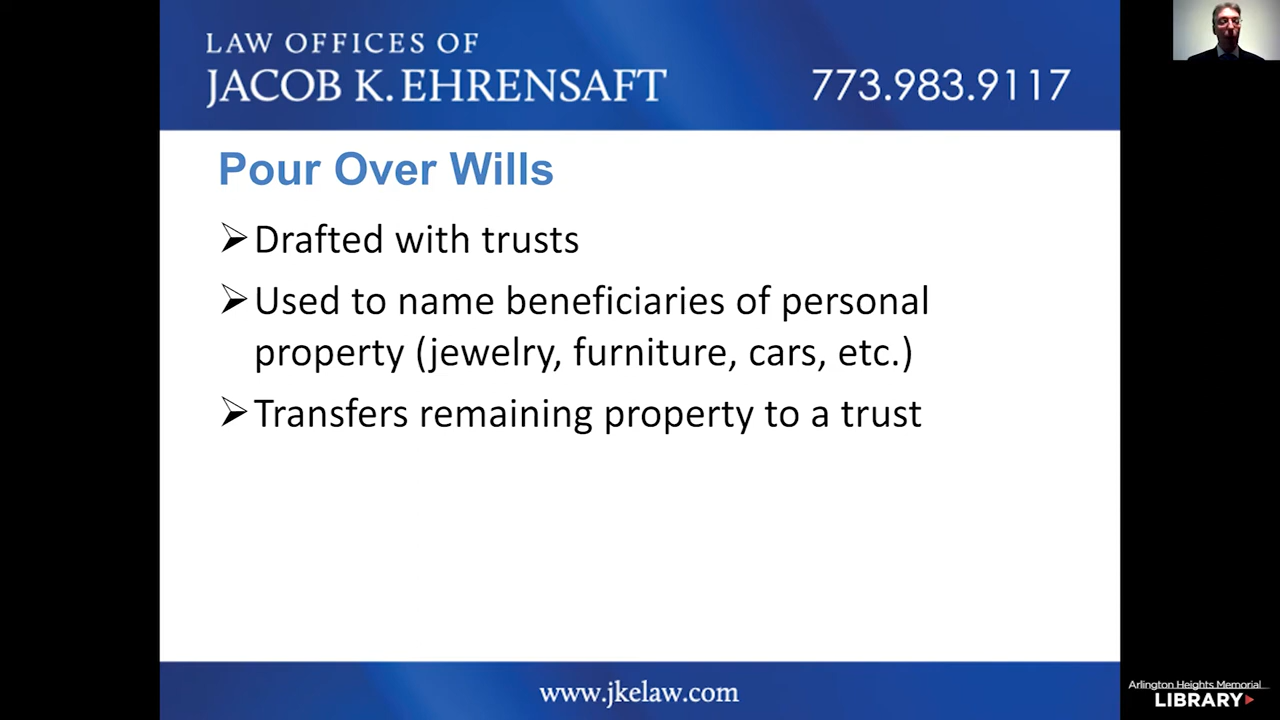 LAW OFFICES OF
JACOB K. EHRENSAFT
773.983.9117
Pour Over Wills
➢ Drafted with trusts
➢ Used to name beneficiaries of personal
property (jewelry, furniture, cars, etc.)
➢ Transfers remaining property to a trust
www.jkelaw.com
Arlington Heights Memorial
LIBRARY